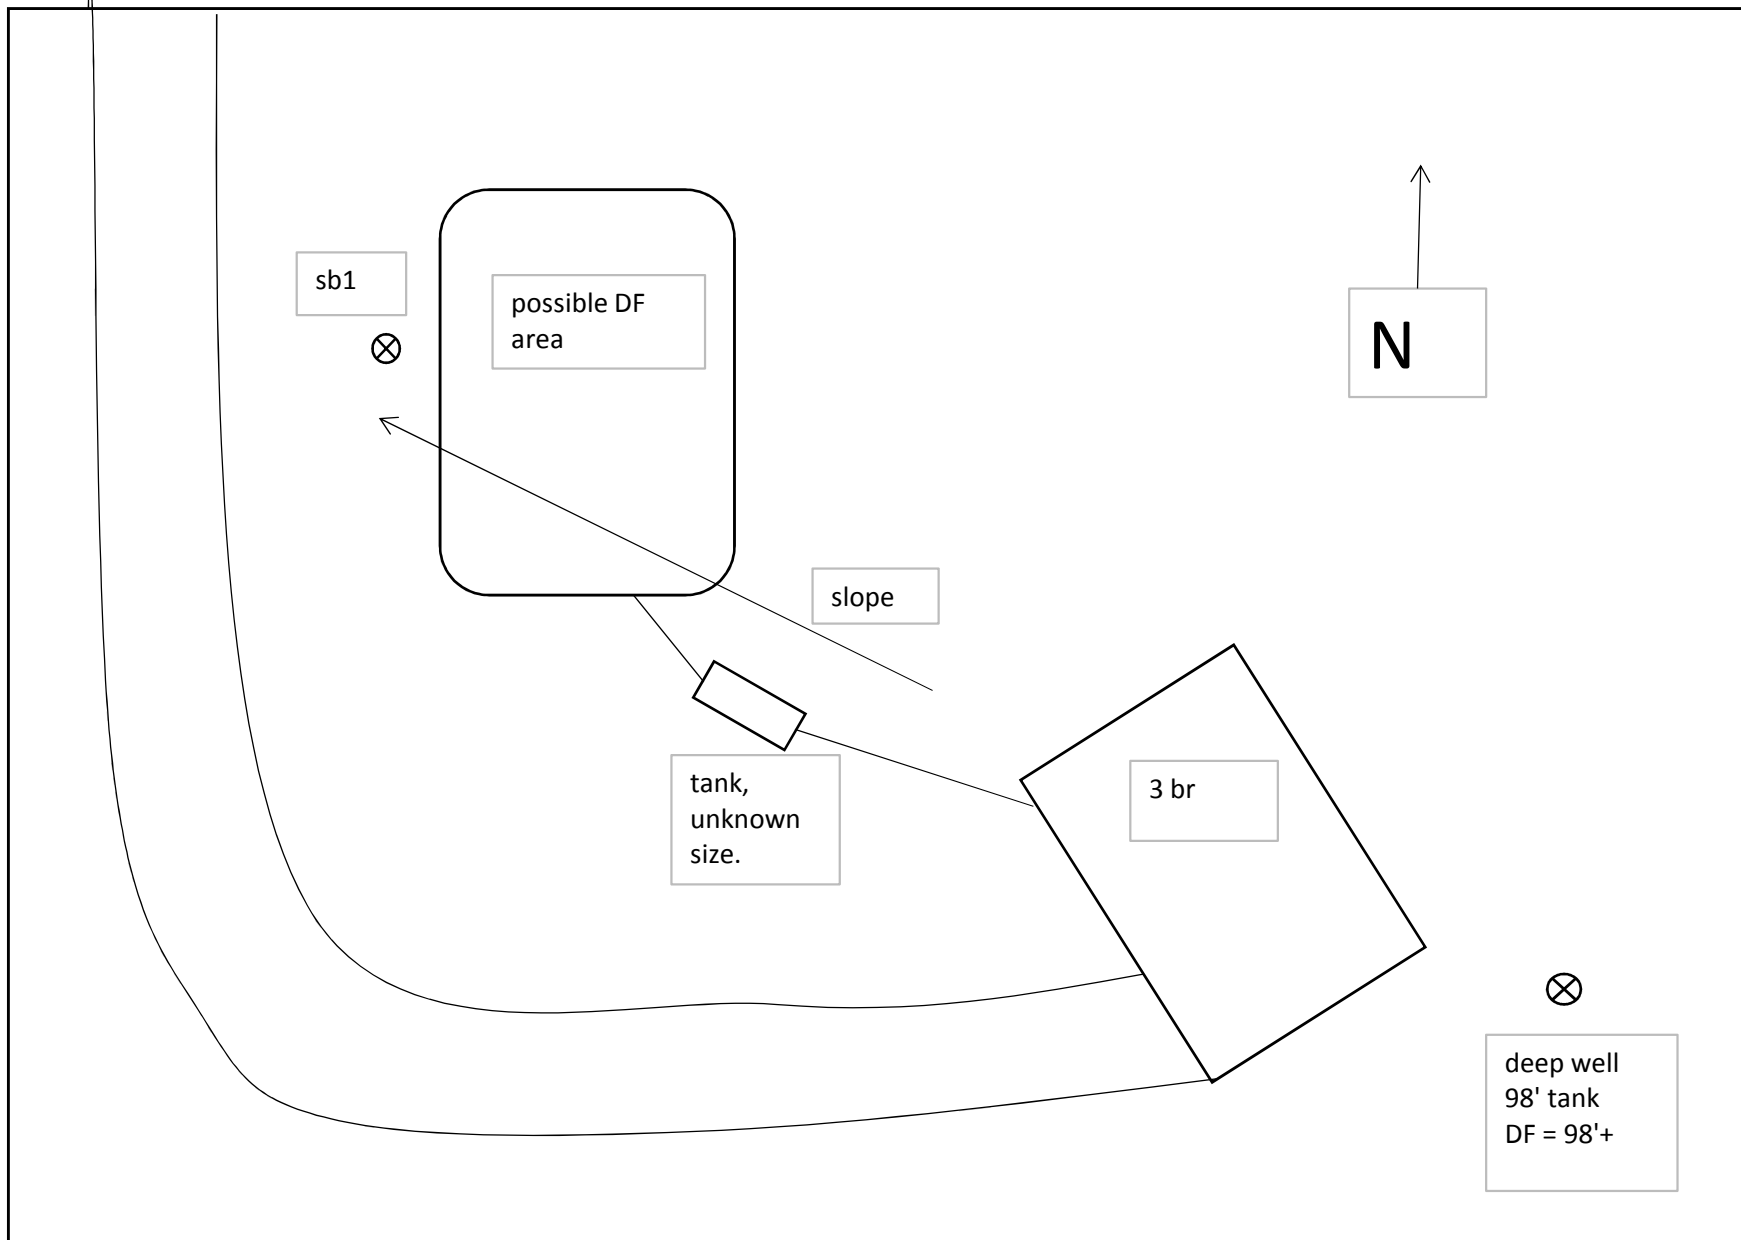 sb1
possible DF
area
N
slope
tank,
unknown
size.
3 br
deep well
98' tank
DF = 98'+